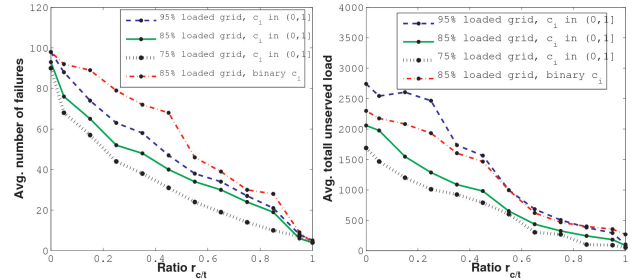 120
100
80
60
40
20
0
Avg. number of failures
95% loaded grid, c_i in (0,1]
85% loaded grid, c_i in (0,1]
75% loaded grid, c_i in (0,1]
85% loaded grid, binary c_i
0 0.2 0.4 0.6 0.8 1
Ratio r_c/t
4000
3500
3000
2500
2000
1500
1000
500
0
Avg. totall unserved load
95% loaded grid, c_i in (0,1]
85% loaded grid, c_i in (0,1]
75% loaded grid, c_i in (0,1]
85% loaded grid, binary c_i
0 0.2 0.4 0.6 0.8 1
Ratio r_c/t